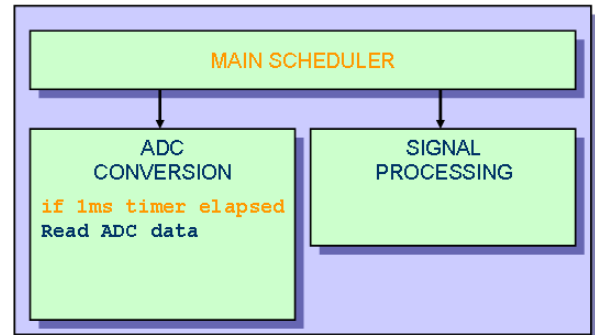 MAIN SCHEDULER
ADC
CONVERSION
if 1ms timer elapsed
Read ADC data
SIGNAL
PROCESSING